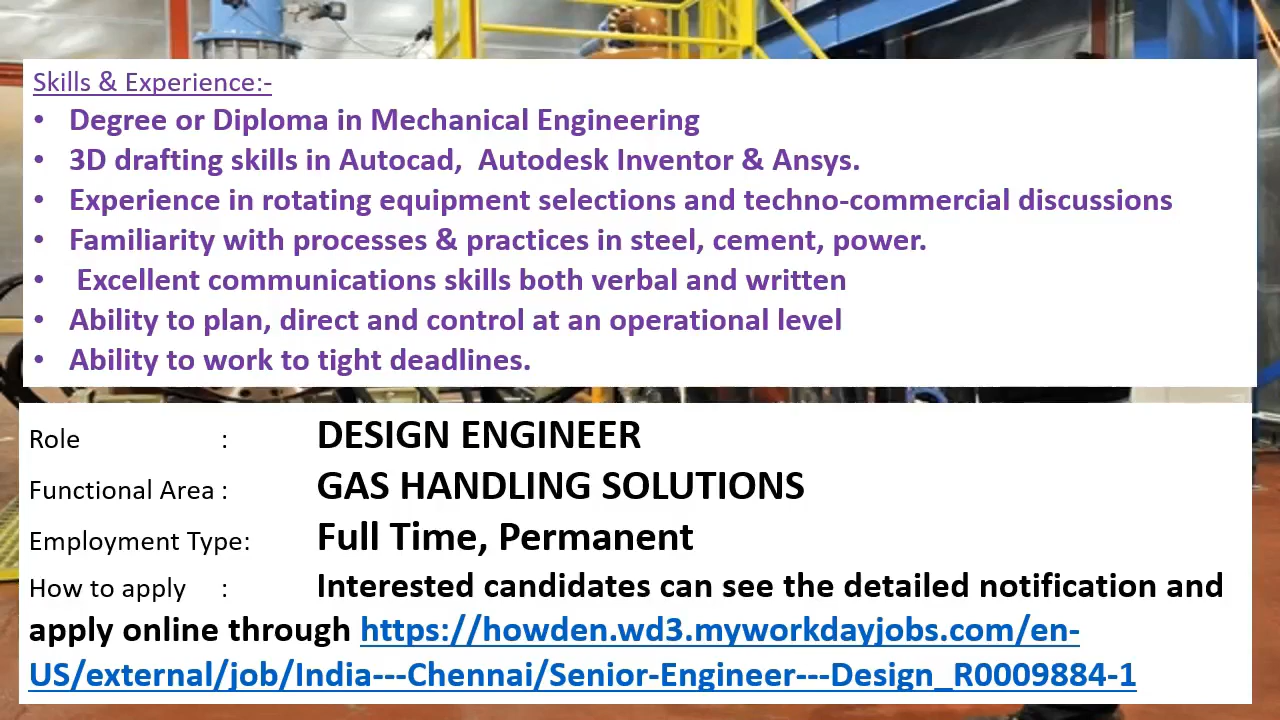 Skills & Experience:-
• Degree or Diploma in Mechanical Engineering
• 3D drafting skills in Autocad,  Autodesk Inventor & Ansys.
• Experience in rotating equipment selections and techno-commercial discussions
• Familiarity with processes & practices in steel, cement, power.
•  Excellent communications skills both verbal and written
• Ability to plan, direct and control at an operational level
• Ability to work to tight deadlines.
Role : DESIGN ENGINEER
Functional Area : GAS HANDLING SOLUTIONS
Employment Type: Full Time, Permanent
How to apply : Interested candidates can see the detailed notification and
apply online through https://howden.wd3.myworkdayjobs.com/en-
US/external/job/India---Chennai/Senior-Engineer---Design_R0009884-1